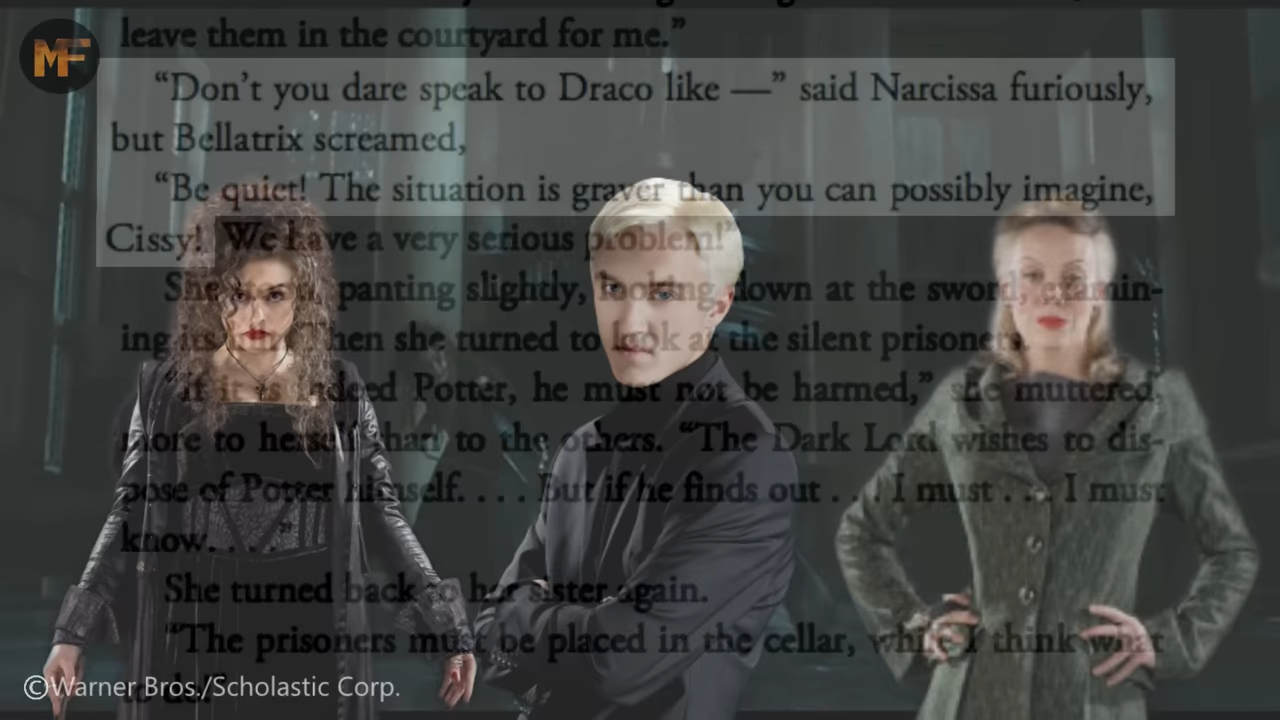 MF
leave them in the courtyard for me.”
“Don’t you dare speak to Draco like —” said Narcissa furiously,
but Bellatrix screamed,
“Be quiet! The situation is graver than you can possibly imagine,
Cissy! We have a very serious problem!”
She panting slightly, looking down at the sword, examin-
ing then she turned to look at the silent prisoners.
“If it is indeed Potter, he must not be harmed,” she muttered,
more to herself than to the others. “The Dark Lord wishes to dis-
pose of Potter himself. . . . But if he finds out . . . I must . . . I must
know. . . .”
She turned back to her sister again.
“The prisoners must be placed in the cellar, while I think what
to do!”
©Warner Bros./Scholastic Corp.